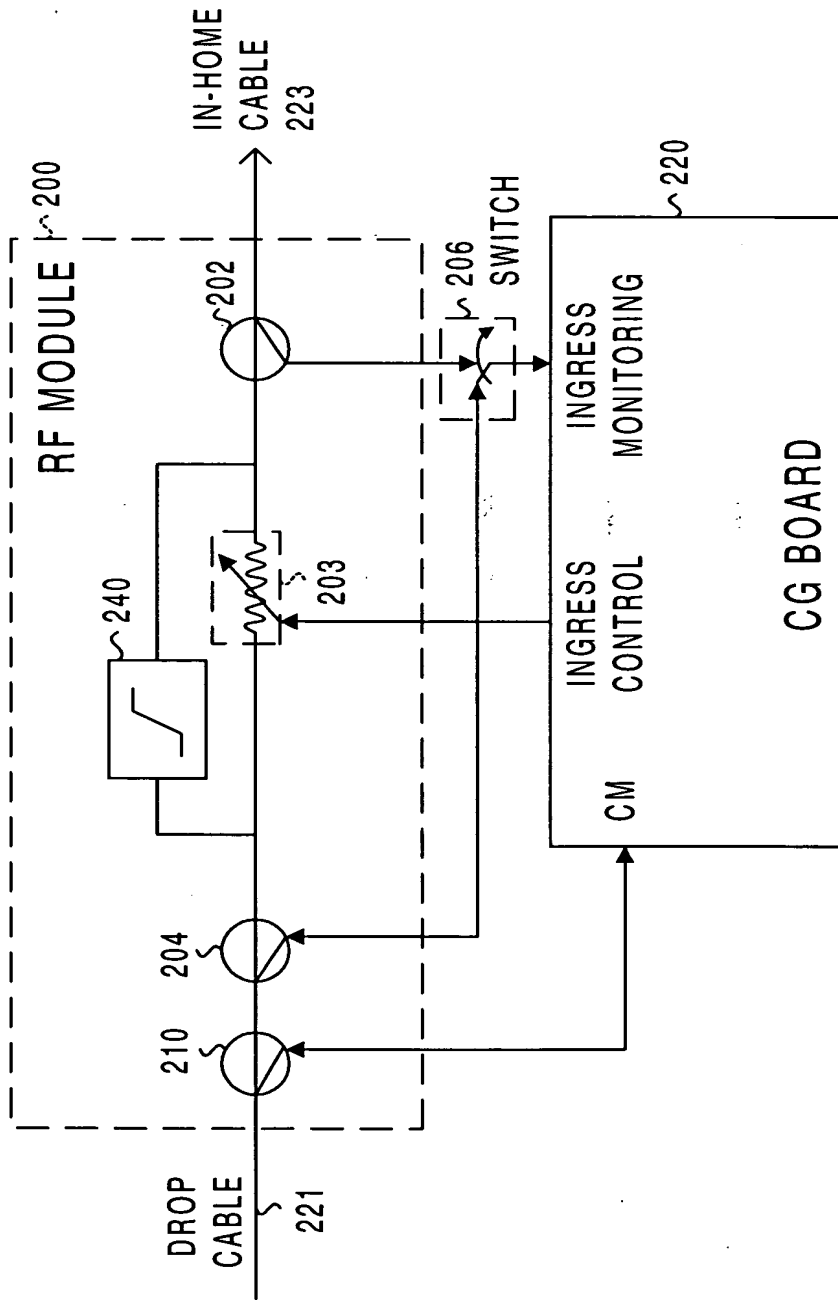 RF MODULE
200
IN-HOME
CABLE
223
202
240
203
204
210
DROP
CABLE
221
206
SWITCH
220
INGRESS
MONITORING
INGRESS
CONTROL
CM
CG BOARD